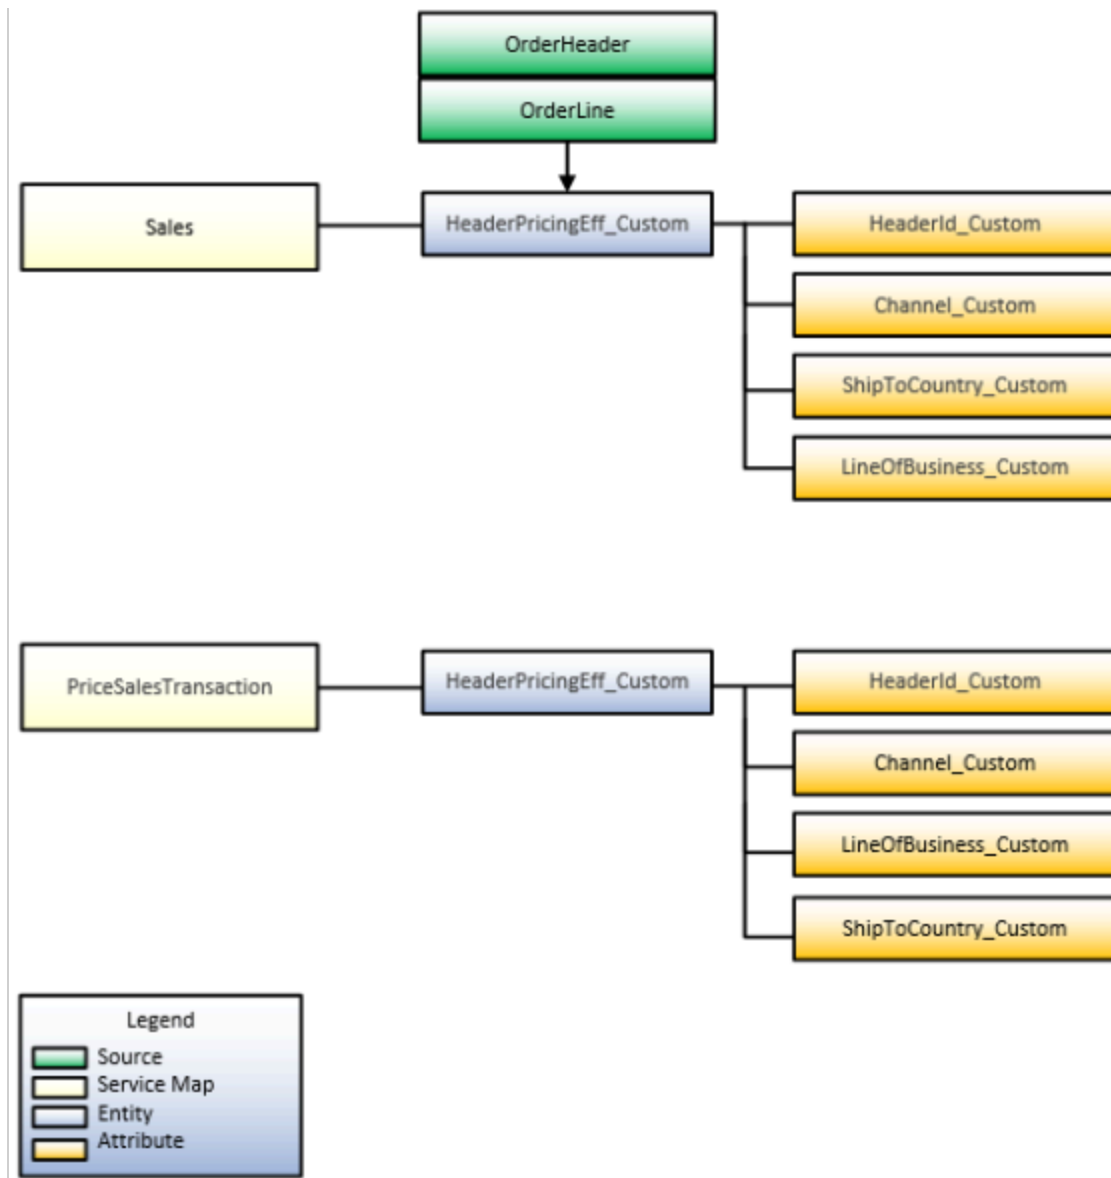 OrderHeader
OrderLine
Sales
HeaderPricingEff_Custom
HeaderId_Custom
Channel_Custom
ShipToCountry_Custom
LineOfBusiness_Custom
PriceSalesTransaction
HeaderPricingEff_Custom
HeaderId_Custom
Channel_Custom
LineOfBusiness_Custom
ShipToCountry_Custom
Legend
Source
Service Map
Entity
Attribute